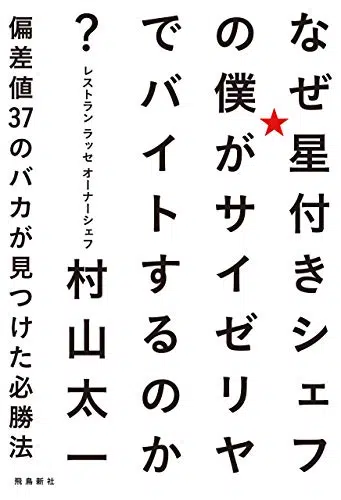 なぜ星付きシェフ
の僕がサイゼリヤ
でバイトするのか
？
レストラン ラッセ オーナーシェフ
村山太一
偏差値37のバカが見つけた必勝法
飛鳥新社